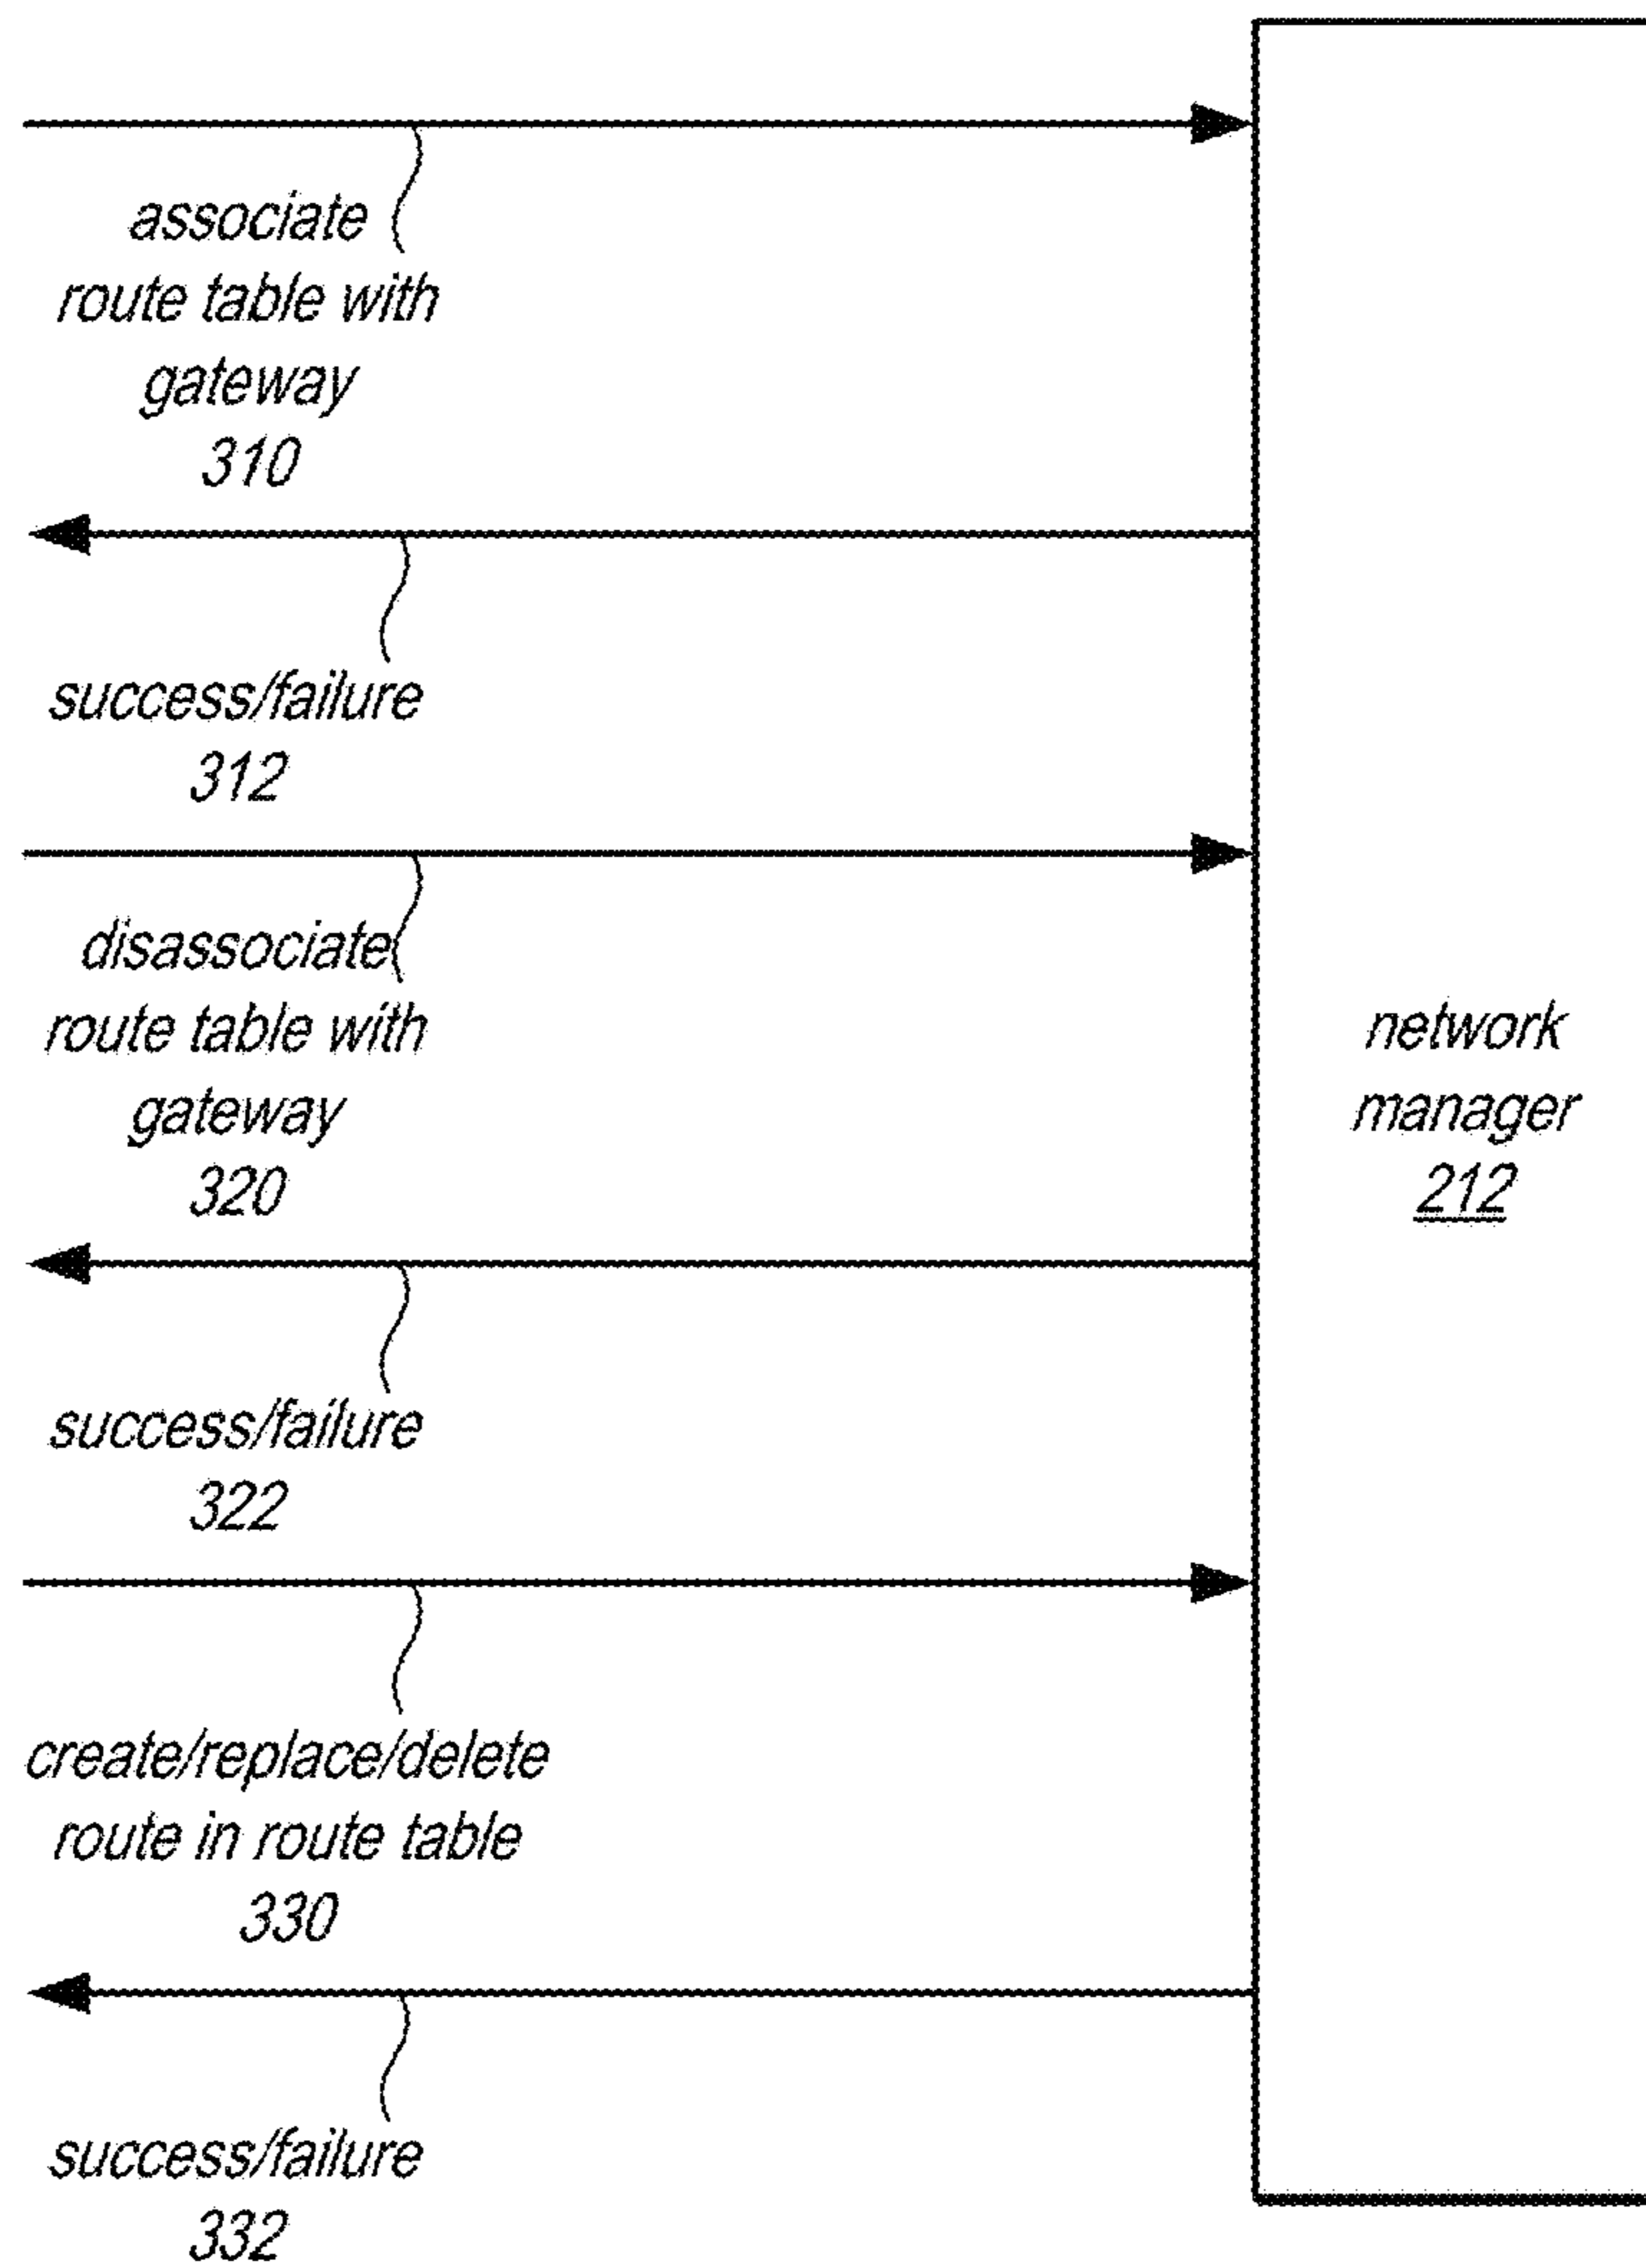 associate
route table with
gateway
310
success/failure
312
disassociate
route table with
gateway
320
success/failure
322
create/replace/delete
route in route table
330
success/failure
332
network
manager
212